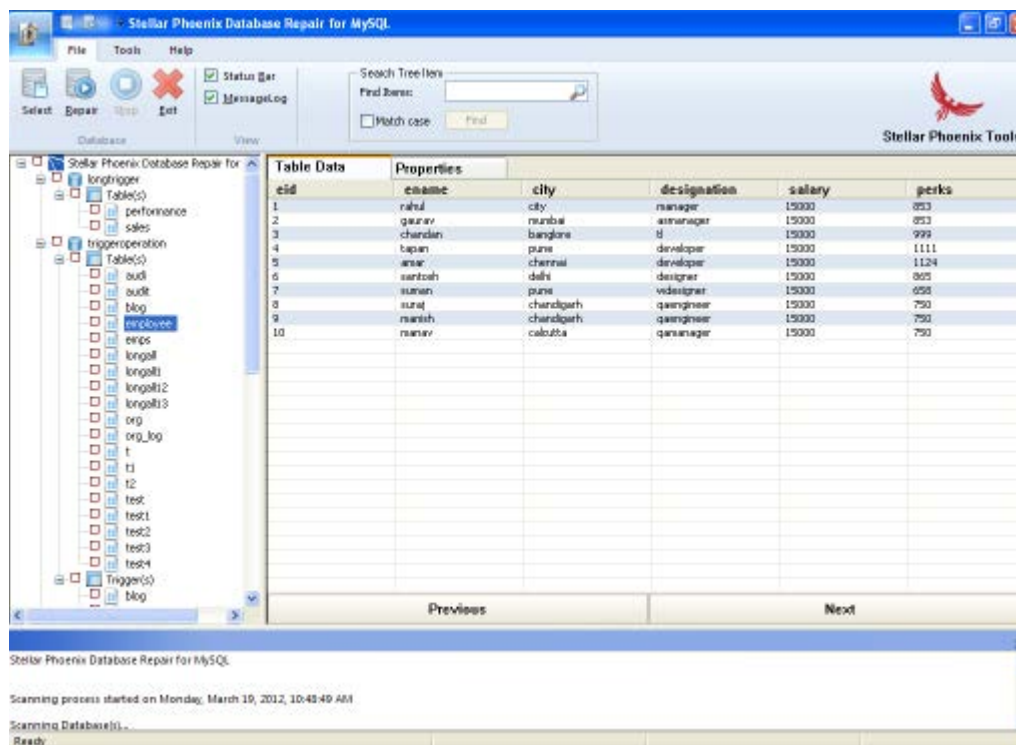 Stellar Phoenix Database Repair for MySQL
File Tools Help
Select Repair Stop Exit
Database
Status Bar
MessageLog
View
Search Tree Item
Find Items:
Match case Find
Stellar Phoenix Tools
Stellar Phoenix Database Repair for
longtrigger
Table(s)
performance
sales
triggeroperation
Table(s)
audi
audit
blog
employee
emps
longall
longall1
longall12
longall13
org
org_log
t
t1
t2
test
test1
test2
test3
test4
Trigger(s)
blog
Table Data Properties
eid ename city designation salary perks
1 rahul city manager 15000 853
2 gaurav mumbai asmanager 15000 853
3 chandan banglore tl 15000 999
4 tapan pune developer 15000 1111
5 amar chennai developer 15000 1124
6 santosh delhi designer 15000 865
7 suman pune vdesigner 15000 658
8 suraj chandigarh qaengineer 15000 750
9 manish chandigarh qaengineer 15000 750
10 manav calcutta qamanager 15000 750
Previous Next
Stellar Phoenix Database Repair for MySQL
Scanning process started on Monday, March 19, 2012, 10:48:49 AM
Scanning Database(s)...
Ready